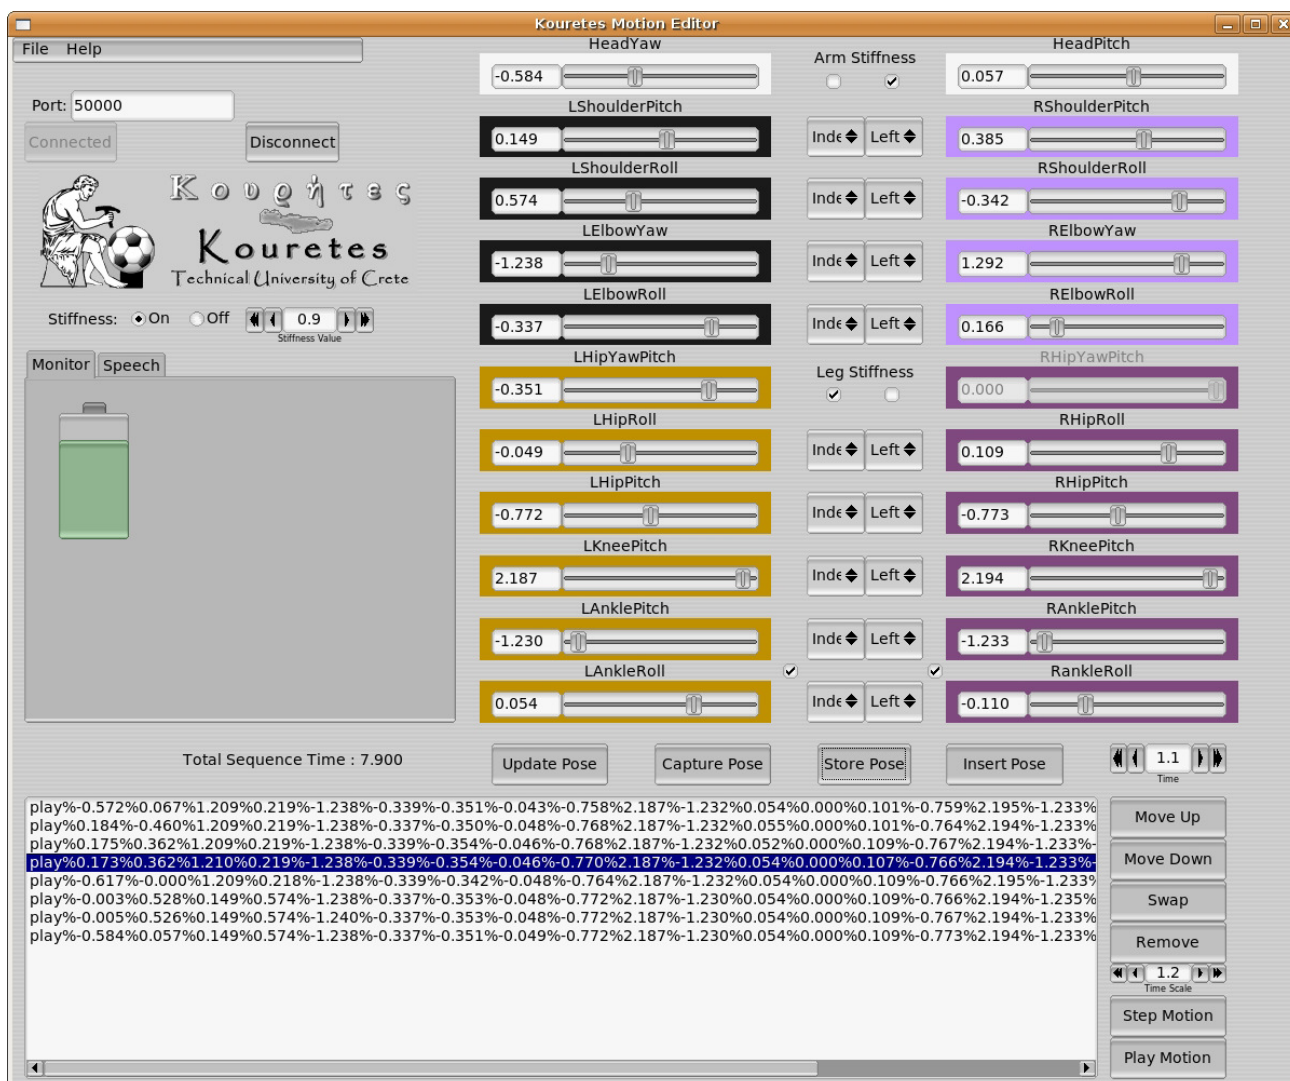 Kouretes Motion Editor
File Help
HeadYaw
-0.584
Arm Stiffness
HeadPitch
0.057
Port: 50000
Connected
Disconnect
LShoulderPitch
0.149
Inde Left
RShoulderPitch
0.385
LShoulderRoll
0.574
Inde Left
RShoulderRoll
-0.342
Κουρήτες
Kouretes
Technical University of Crete
LElbowYaw
-1.238
Inde Left
RElbowYaw
1.292
Stiffness: On Off 0.9
Stiffness Value
LElbowRoll
-0.337
Inde Left
RElbowRoll
0.166
Monitor Speech
LHipYawPitch
-0.351
Leg Stiffness
RHipYawPitch
0.000
LHipRoll
-0.049
Inde Left
RHipRoll
0.109
LHipPitch
-0.772
Inde Left
RHipPitch
-0.773
LKneePitch
2.187
Inde Left
RKneePitch
2.194
LAnklePitch
-1.230
Inde Left
RAnklePitch
-1.233
LAnkleRoll
0.054
Inde Left
RankleRoll
-0.110
Total Sequence Time : 7.900
Update Pose
Capture Pose
Store Pose
Insert Pose
1.1
Time
play%-0.572%0.067%1.209%0.219%-1.238%-0.339%-0.351%-0.043%-0.758%2.187%-1.232%0.054%0.000%0.101%-0.759%2.195%-1.233%
play%0.184%-0.460%1.209%0.219%-1.238%-0.337%-0.350%-0.048%-0.768%2.187%-1.232%0.055%0.000%0.101%-0.764%2.194%-1.233%
play%0.175%0.362%1.209%0.219%-1.238%-0.339%-0.354%-0.046%-0.768%2.187%-1.232%0.052%0.000%0.109%-0.767%2.194%-1.233%
play%0.173%0.362%1.210%0.219%-1.238%-0.339%-0.354%-0.046%-0.770%2.187%-1.232%0.054%0.000%0.107%-0.766%2.194%-1.233%-
play%-0.617%-0.000%1.209%0.218%-1.238%-0.339%-0.342%-0.048%-0.764%2.187%-1.232%0.054%0.000%0.109%-0.766%2.195%-1.233%
play%-0.003%0.528%0.149%0.574%-1.238%-0.337%-0.353%-0.048%-0.772%2.187%-1.230%0.054%0.000%0.109%-0.766%2.194%-1.235%
play%-0.005%0.526%0.149%0.574%-1.240%-0.337%-0.353%-0.048%-0.772%2.187%-1.230%0.054%0.000%0.109%-0.767%2.194%-1.233%
play%-0.584%0.057%0.149%0.574%-1.238%-0.337%-0.351%-0.049%-0.772%2.187%-1.230%0.054%0.000%0.109%-0.773%2.194%-1.233%
Move Up
Move Down
Swap
Remove
1.2
Time Scale
Step Motion
Play Motion